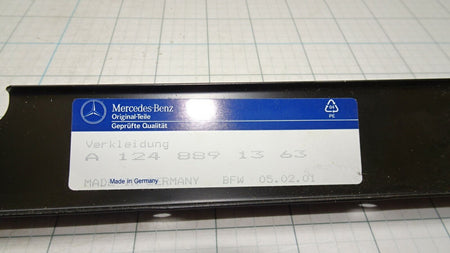 Mercedes-Benz
Original-Teile
Geprüfte Qualität
PE
Verkleidung
A 124 889 13 63
Made in Germany
BFW 05.02.01